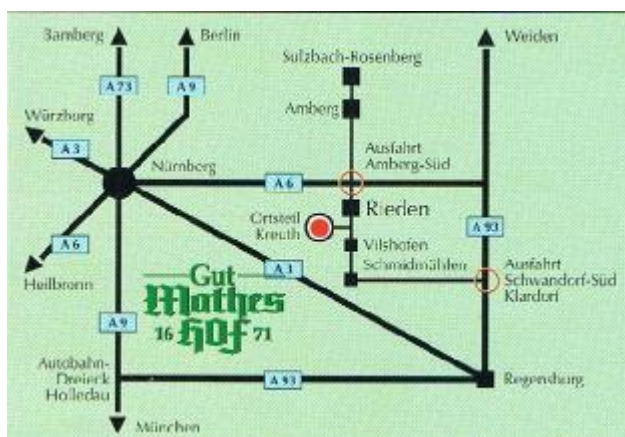 Bamberg
Berlin
Weiden
Sulzbach-Rosenberg
A 73
A 9
Amberg
Würzburg
A 3
Ausfahrt
Amberg-Süd
Nürnberg
A 6
Rieden
Ortsteil
Kreuth
A 93
A 6
Vilshofen
Schmidmühlen
A 3
Ausfahrt
Schwandorf-Süd
Klardorf
Heilbronn
Gut
Mathes
16 Hof 71
A 9
Autobahn-
Dreieck
Holledau
A 93
Regensburg
München